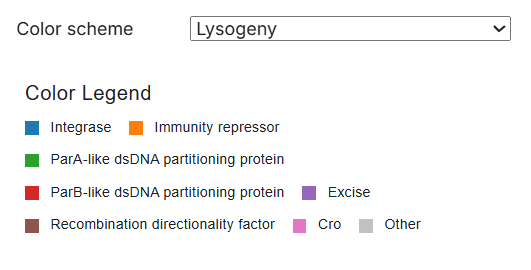 Color scheme Lysogeny
Color Legend
Integrase Immunity repressor
ParA-like dsDNA partitioning protein
ParB-like dsDNA partitioning protein Excise
Recombination directionality factor Cro Other